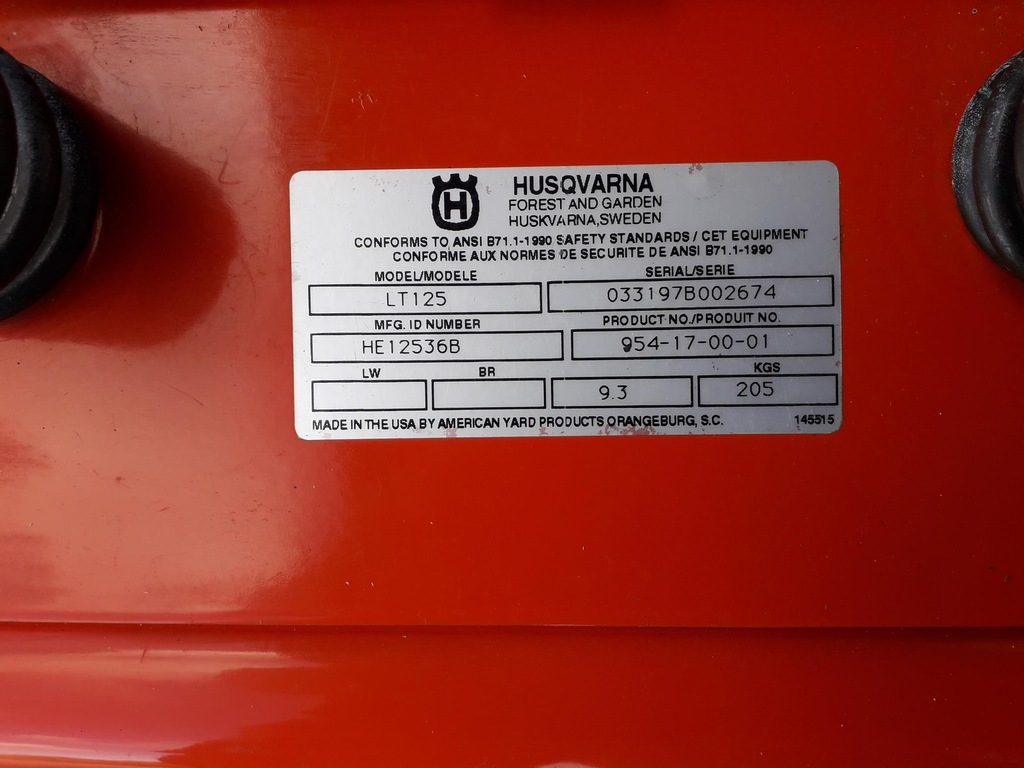 H
HUSQVARNA
FOREST AND GARDEN
HUSKVARNA, SWEDEN
CONFORMS TO ANSI B71.1-1990 SAFETY STANDARDS / CET EQUIPMENT
CONFORME AUX NORMES DE SECURITE DE ANSI B71.1-1990
MODEL/MODELE SERIAL/SERIE
LT125 033197B002674
MFG. ID NUMBER PRODUCT NO./PRODUIT NO.
HE12536B 954-17-00-01
LW BR KGS
9.3 205
MADE IN THE USA BY AMERICAN YARD PRODUCTS ORANGEBURG, S.C. 145515